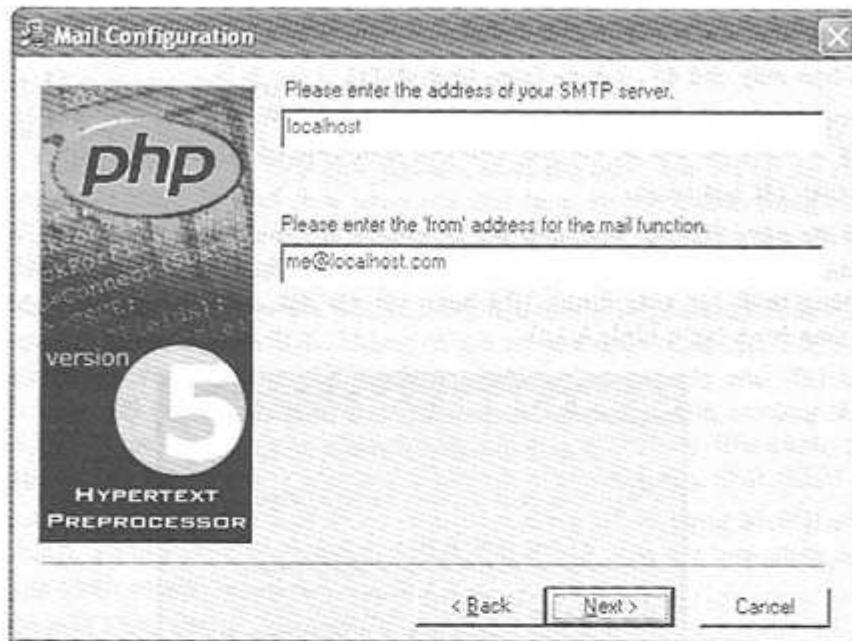 Mail Configuration
Please enter the address of your SMTP server.
localhost
Please enter the 'from' address for the mail function.
me@localhost.com
php
version
5
HYPERTEXT
PREPROCESSOR
< Back
Next >
Cancel